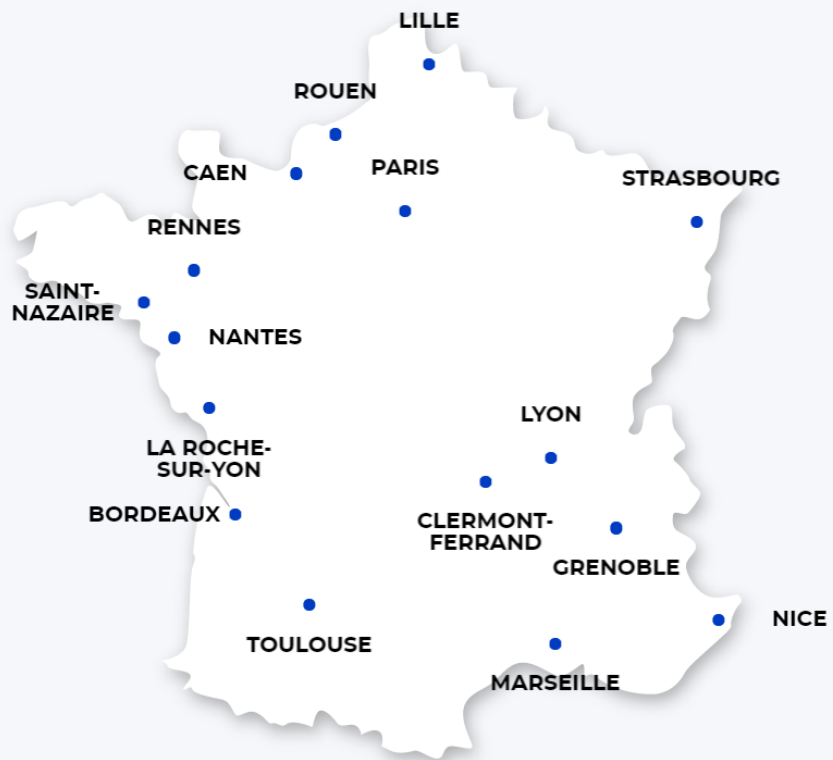 LILLE
ROUEN
PARIS
CAEN
STRASBOURG
RENNES
SAINT-
NAZAIRE
NANTES
LYON
LA ROCHE-
SUR-YON
BORDEAUX
CLERMONT-
FERRAND
GRENOBLE
NICE
TOULOUSE
MARSEILLE